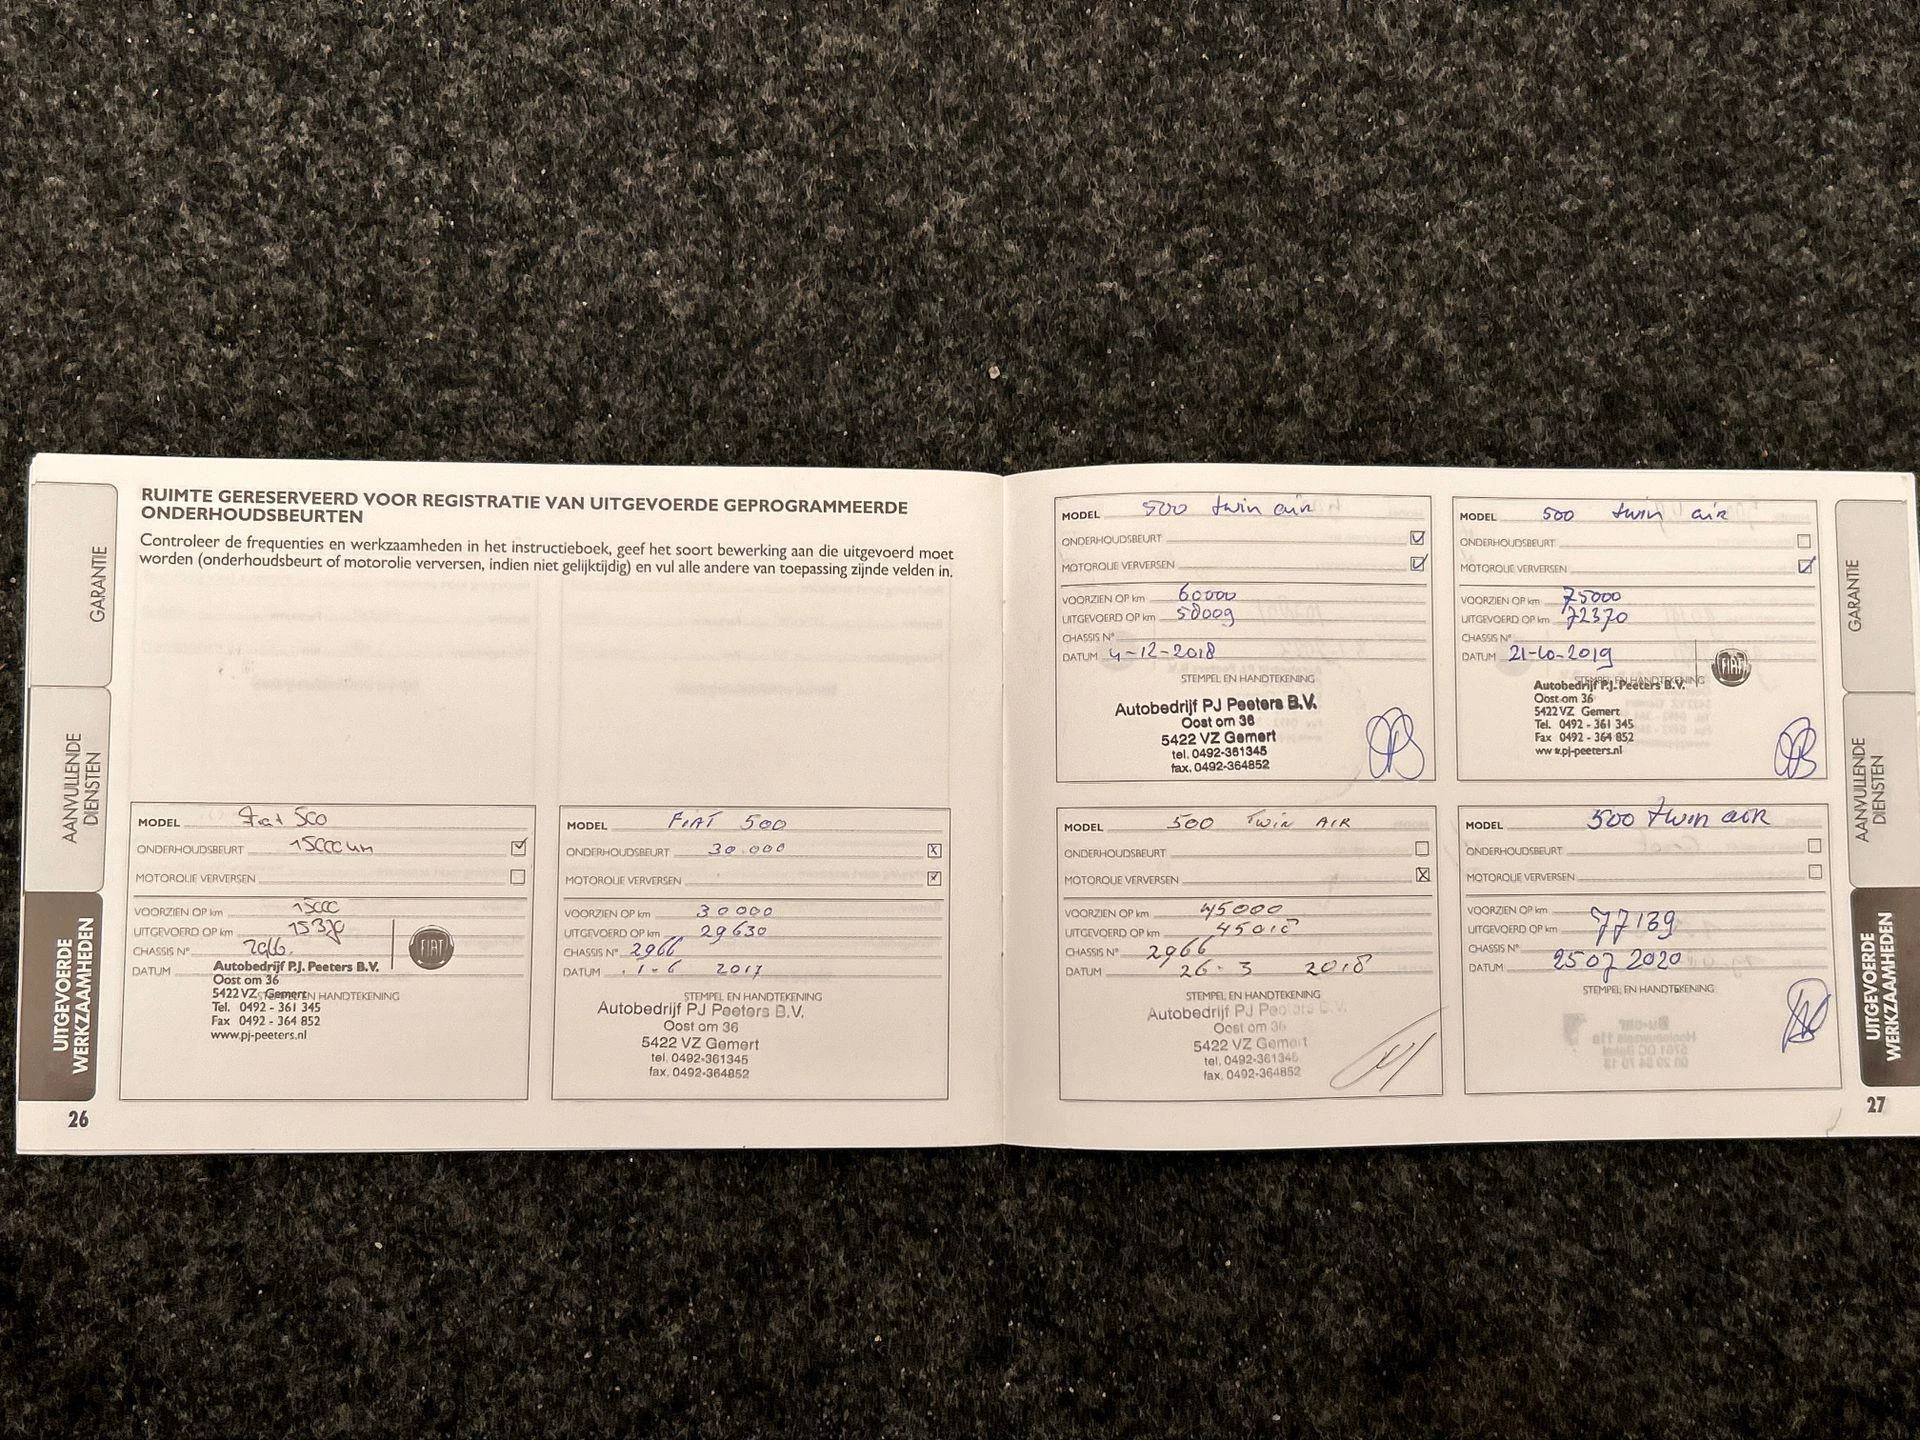 RUIMTE GERESERVEERD VOOR REGISTRATIE VAN UITGEVOERDE GEPROGRAMMEERDE
ONDERHOUDSBEURTEN
Controleer de frequenties en werkzaamheden in het instructieboek, geef het soort bewerking aan die uitgevoerd moet
worden (onderhoudsbeurt of motorolie verversen, indien niet gelijktijdig) en vul alle andere van toepassing zijnde velden in.
GARANTIE
AANVULLENDE
DIENSTEN
UITGEVOERDE
WERKZAAMHEDEN
MODEL Fiat 500
ONDERHOUDSBEURT 15000 km
MOTOROLIE VERVERSEN
VOORZIEN OP km 15000
UITGEVOERD OP km 15370
CHASSIS N° 2966.
DATUM
FIAT
STEMPEL EN HANDTEKENING
Autobedrijf P.J. Peeters B.V.
Oost om 36
5422 VZ Gemert
Tel. 0492 - 361 345
Fax 0492 - 364 852
www.pj-peeters.nl
MODEL FIAT 500
ONDERHOUDSBEURT 30.000
MOTOROLIE VERVERSEN
VOORZIEN OP km 30000
UITGEVOERD OP km 29630
CHASSIS N° 2966
DATUM 1-6 2017
STEMPEL EN HANDTEKENING
Autobedrijf PJ Peeters B.V.
Oost om 36
5422 VZ Gemert
tel. 0492-361345
fax. 0492-364852
26
MODEL 500 twin air
ONDERHOUDSBEURT
MOTOROLIE VERVERSEN
VOORZIEN OP km 60000
UITGEVOERD OP km 58009
CHASSIS N°
DATUM 4-12-2018
STEMPEL EN HANDTEKENING
Autobedrijf PJ Peeters B.V.
Oost om 36
5422 VZ Gemert
tel. 0492-361345
fax. 0492-364852
MODEL 500 twin air
ONDERHOUDSBEURT
MOTOROLIE VERVERSEN
VOORZIEN OP km 75000
UITGEVOERD OP km 72370
CHASSIS N°
DATUM 21-10-2019
FIAT
STEMPEL EN HANDTEKENING
Autobedrijf P.J. Peeters B.V.
Oost om 36
5422 VZ Gemert
Tel. 0492 - 361 345
Fax 0492 - 364 852
www.pj-peeters.nl
MODEL 500 TWIN AIR
ONDERHOUDSBEURT
MOTOROLIE VERVERSEN
VOORZIEN OP km 45000
UITGEVOERD OP km 45010
CHASSIS N° 2966
DATUM 26-3 2018
STEMPEL EN HANDTEKENING
Autobedrijf PJ Peeters B.V.
Oost om 36
5422 VZ Gemert
tel. 0492-361345
fax. 0492-364852
MODEL 500 twin air
ONDERHOUDSBEURT
MOTOROLIE VERVERSEN
VOORZIEN OP km
UITGEVOERD OP km 77139
CHASSIS N°
DATUM 25 07 2020
STEMPEL EN HANDTEKENING
GARANTIE
AANVULLENDE
DIENSTEN
UITGEVOERDE
WERKZAAMHEDEN
27